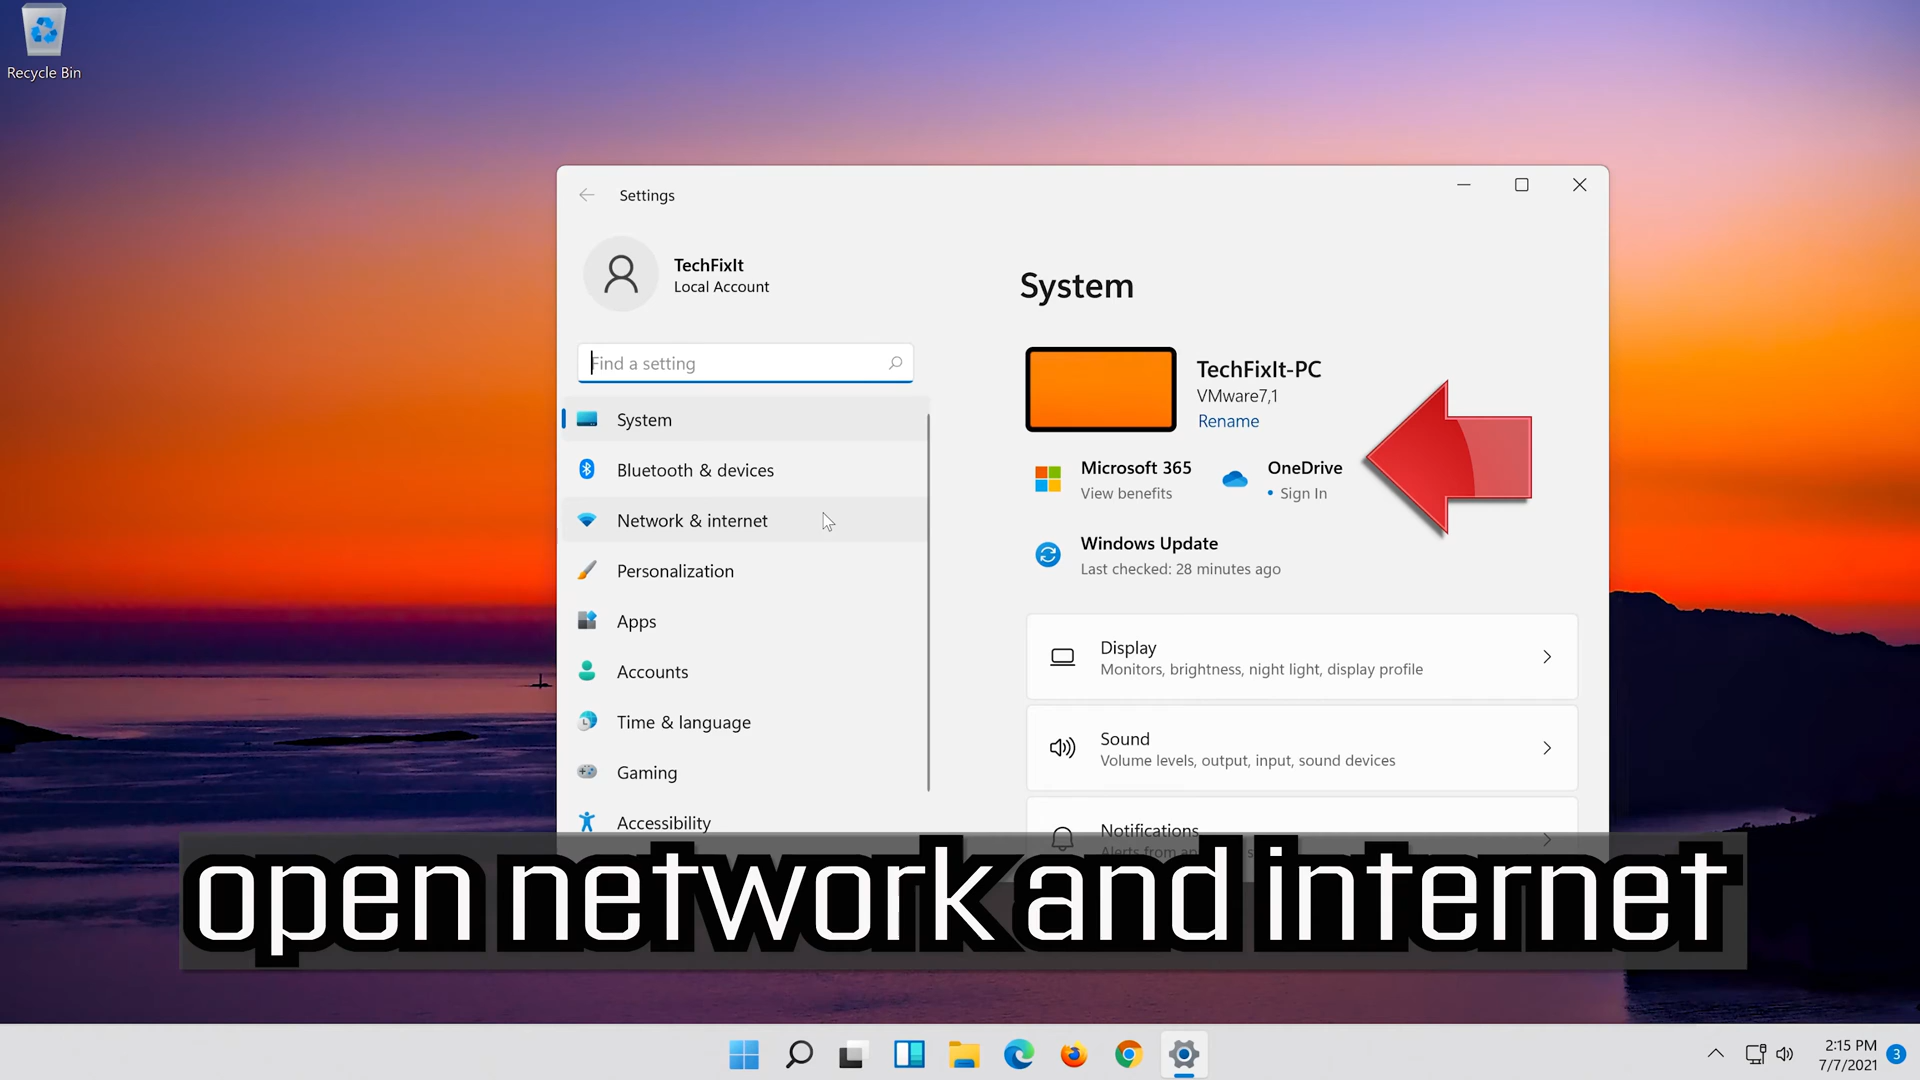 Recycle Bin
Settings
TechFixIt
Local Account
Find a setting
System
Bluetooth & devices
Network & internet
Personalization
Apps
Accounts
Time & language
Gaming
Accessibility
System
TechFixIt-PC
VMware7,1
Rename
Microsoft 365
View benefits
OneDrive
• Sign In
Windows Update
Last checked: 28 minutes ago
Display
Monitors, brightness, night light, display profile
Sound
Volume levels, output, input, sound devices
Notifications
Alerts from
open network and internet
2:15 PM
7/7/2021
3